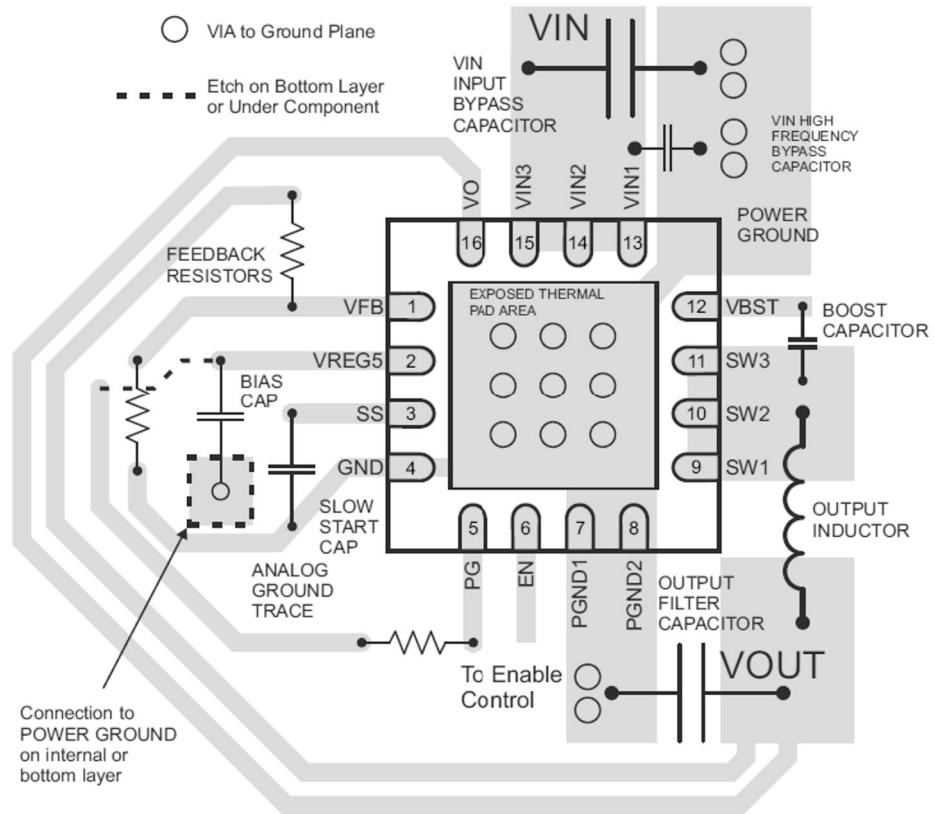 VIA to Ground Plane
Etch on Bottom Layer
or Under Component
VIN
VIN
INPUT
BYPASS
CAPACITOR
VIN HIGH
FREQUENCY
BYPASS
CAPACITOR
VO
VIN3
VIN2
VIN1
POWER
GROUND
16
15
14
13
FEEDBACK
RESISTORS
EXPOSED THERMAL
PAD AREA
VFB
1
12
VBST
BOOST
CAPACITOR
VREG5
2
11
SW3
BIAS
CAP
SS
3
10
SW2
GND
4
9
SW1
SLOW
START
CAP
5
6
7
8
OUTPUT
INDUCTOR
ANALOG
GROUND
TRACE
PG
EN
PGND1
PGND2
OUTPUT
FILTER
CAPACITOR
To Enable
Control
VOUT
Connection to
POWER GROUND
on internal or
bottom layer